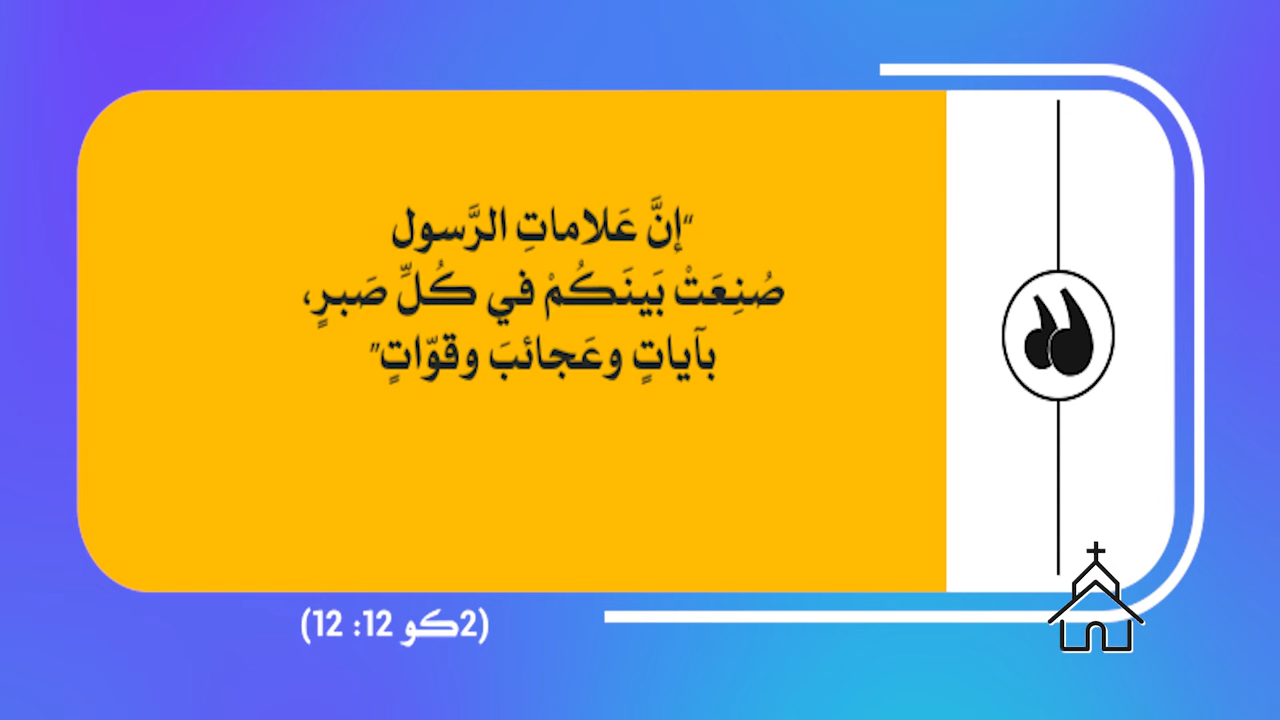 "إنَّ عَلاماتِ الرَّسول
صُنِعَتْ بَينَكُمْ في كُلِّ صَبرٍ،
بآياتٍ وعَجائبَ وقوّاتٍ"
(2كو 12: 12)